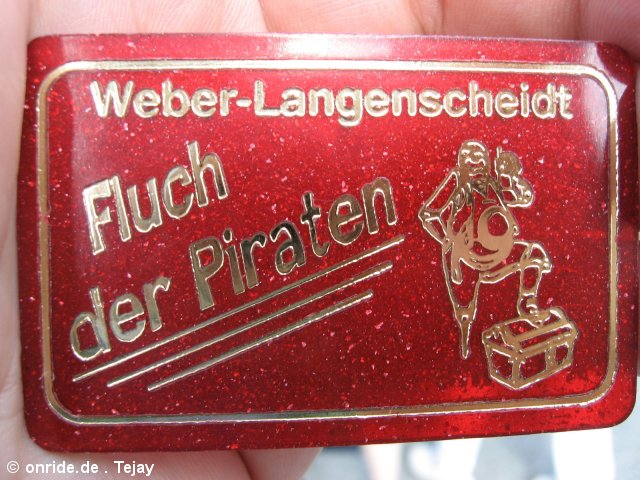 Weber-Langenscheidt
Fluch
der Piraten
© onride.de . Tejay